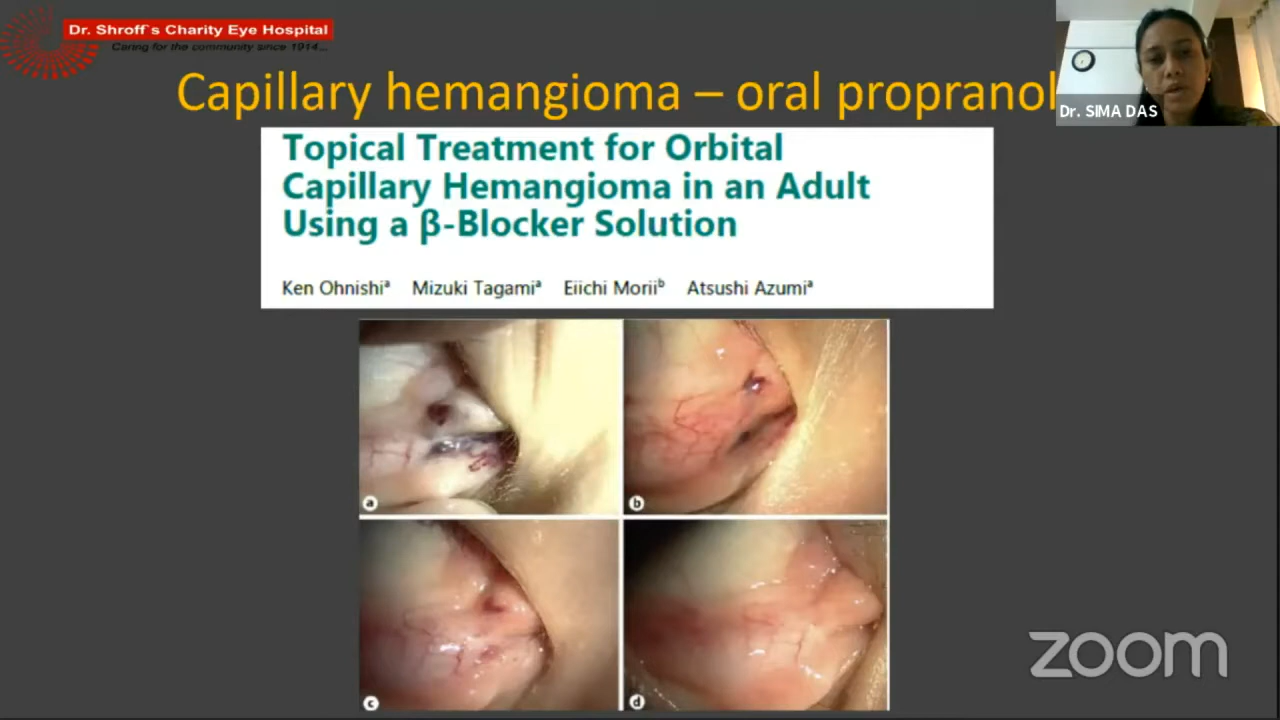 Dr. Shroff`s Charity Eye Hospital
Caring for the community since 1914...
Capillary hemangioma – oral propranol
Dr. SIMA DAS
Topical Treatment for Orbital
Capillary Hemangioma in an Adult
Using a β-Blocker Solution
Ken Ohnishiᵃ Mizuki Tagamiᵃ Eiichi Moriiᵇ Atsushi Azumiᵃ
a
b
c
d
zoom